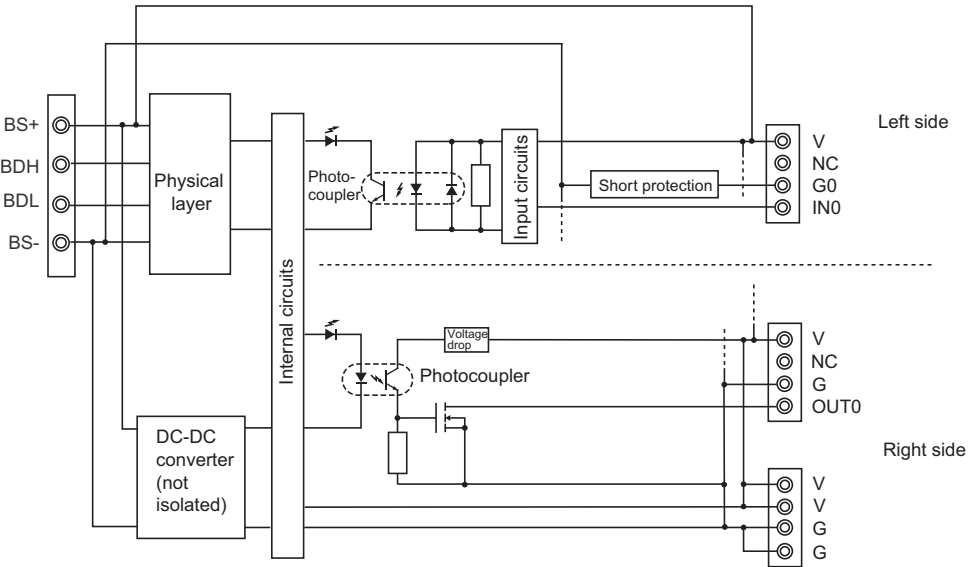 BS+
BDH
BDL
BS-
Physical
layer
Internal circuits
Photo-
coupler
Input circuits
Short protection
V
NC
G0
IN0
Left side
Voltage
drop
Photocoupler
V
NC
G
OUT0
Right side
DC-DC
converter
(not
isolated)
V
V
G
G